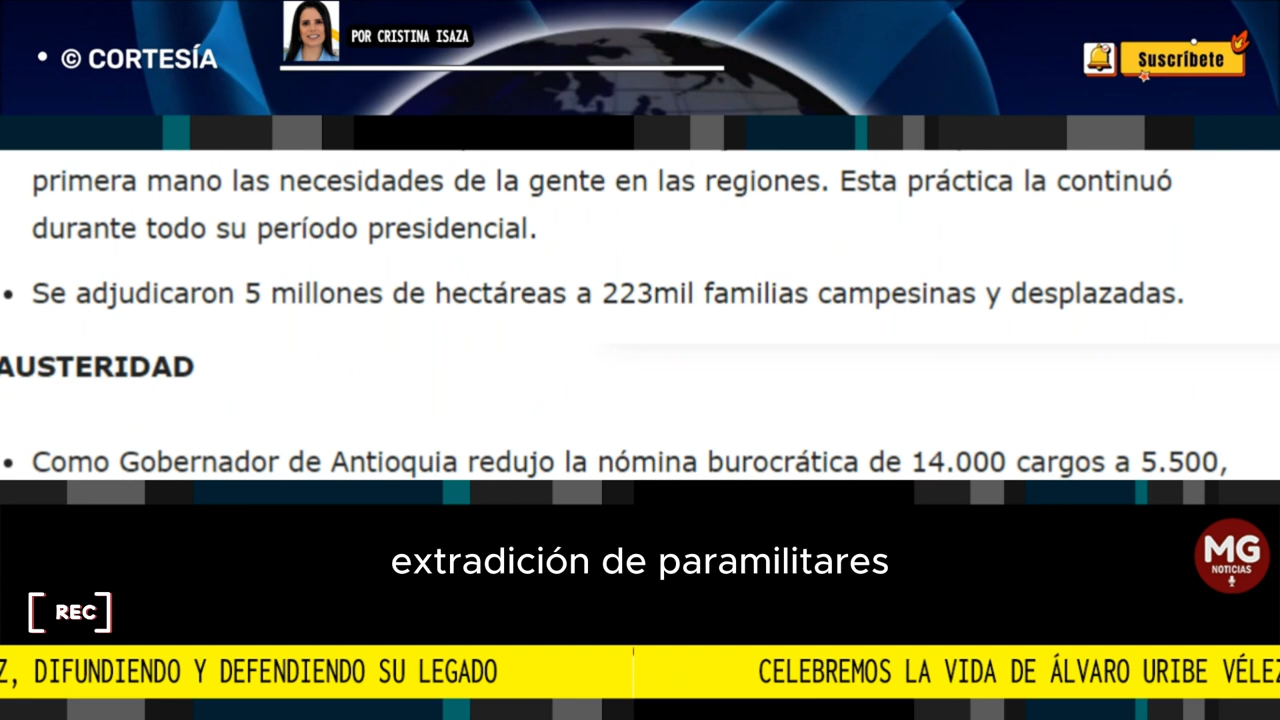 • © CORTESÍA
POR CRISTINA ISAZA
Suscríbete
primera mano las necesidades de la gente en las regiones. Esta práctica la continuó
durante todo su período presidencial.
• Se adjudicaron 5 millones de hectáreas a 223mil familias campesinas y desplazadas.
AUSTERIDAD
• Como Gobernador de Antioquia redujo la nómina burocrática de 14.000 cargos a 5.500,
extradición de paramilitares
MG
NOTICIAS
[ REC ]
Z, DIFUNDIENDO Y DEFENDIENDO SU LEGADO CELEBREMOS LA VIDA DE ÁLVARO URIBE VÉLEZ